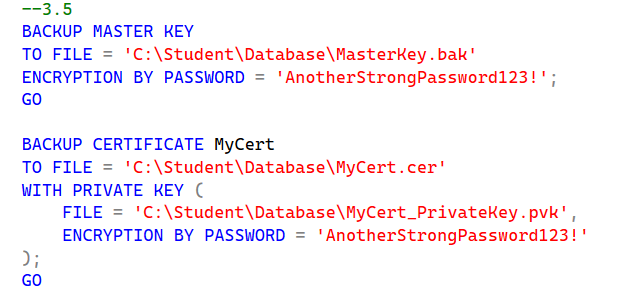 --3.5
BACKUP MASTER KEY
TO FILE = 'C:\Student\Database\MasterKey.bak'
ENCRYPTION BY PASSWORD = 'AnotherStrongPassword123!';
GO
BACKUP CERTIFICATE MyCert
TO FILE = 'C:\Student\Database\MyCert.cer'
WITH PRIVATE KEY (
FILE = 'C:\Student\Database\MyCert_PrivateKey.pvk',
ENCRYPTION BY PASSWORD = 'AnotherStrongPassword123!'
);
GO